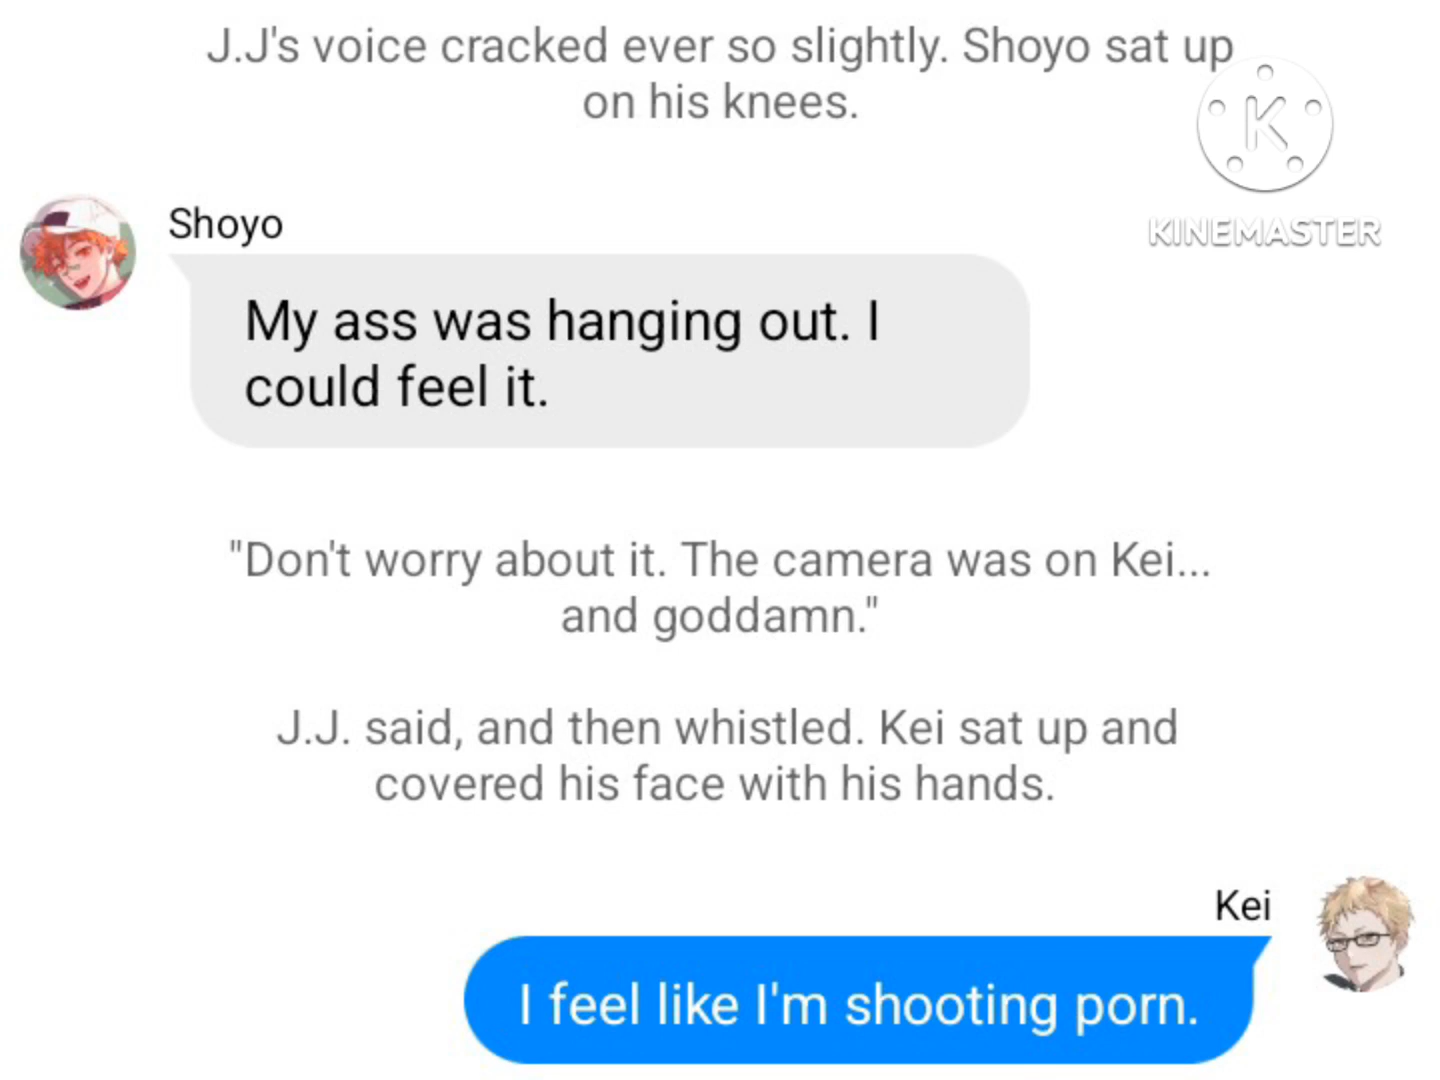 J.J's voice cracked ever so slightly. Shoyo sat up
on his knees.
K
KINEMASTER
Shoyo
My ass was hanging out. I
could feel it.
"Don't worry about it. The camera was on Kei...
and goddamn."
J.J. said, and then whistled. Kei sat up and
covered his face with his hands.
Kei
I feel like I'm shooting porn.